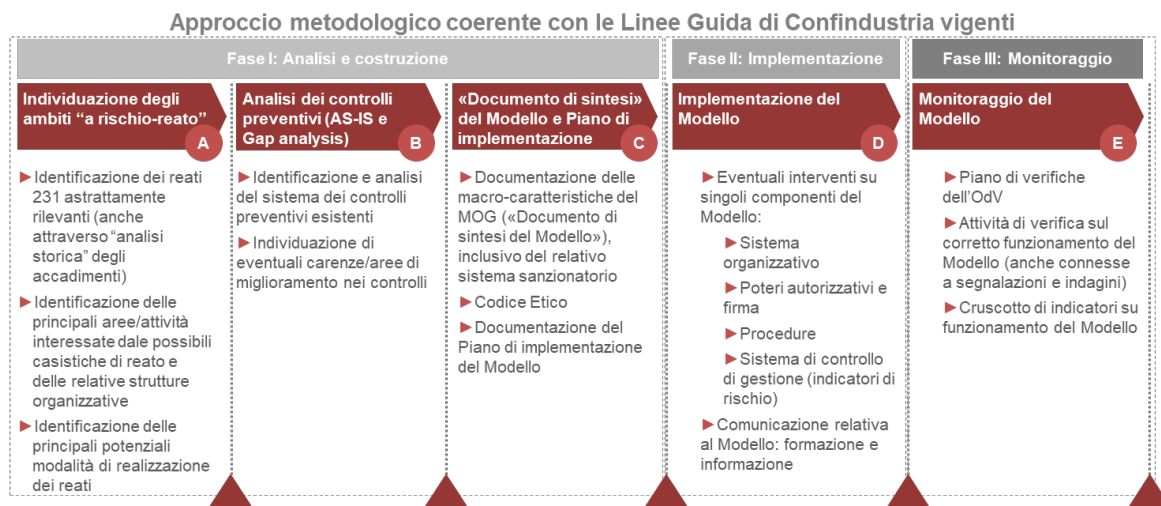 Approccio metodologico coerente con le Linee Guida di Confindustria vigenti
Fase I: Analisi e costruzione
Individuazione degli
ambiti “a rischio-reato”
A
►Identificazione dei reati
231 astrattamente
rilevanti (anche
attraverso “analisi
storica” degli
accadimenti)
►Identificazione delle
principali aree/attività
interessate dale possibili
casistiche di reato e
delle relative strutture
organizzative
►Identificazione delle
principali potenziali
modalità di realizzazione
dei reati
Analisi dei controlli
preventivi (AS-IS e
Gap analysis)
B
►Identificazione e analisi
del sistema dei controlli
preventivi esistenti
►Individuazione di
eventuali carenze/aree di
miglioramento nei controlli
«Documento di sintesi»
del Modello e Piano di
implementazione
C
►Documentazione delle
macro-caratteristiche del
MOG («Documento di
sintesi del Modello»),
inclusivo del relativo
sistema sanzionatorio
►Codice Etico
►Documentazione del
Piano di implementazione
del Modello
Fase II: Implementazione
Implementazione del
Modello
D
►Eventuali interventi su
singoli componenti del
Modello:
►Sistema
organizzativo
►Poteri autorizzativi e
firma
►Procedure
►Sistema di controllo
di gestione (indicatori di
rischio)
►Comunicazione relativa
al Modello: formazione e
informazione
Fase III: Monitoraggio
Monitoraggio del
Modello
E
►Piano di verifiche
dell’OdV
►Attività di verifica sul
corretto funzionamento del
Modello (anche connesse
a segnalazioni e indagini)
►Cruscotto di indicatori su
funzionamento del Modello